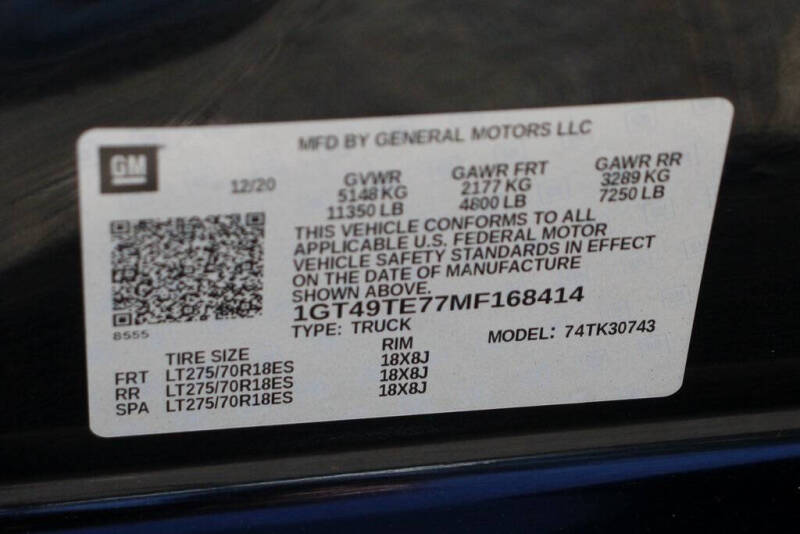 MFD BY GENERAL MOTORS LLC
GM
12/20
GVWR GAWR FRT GAWR RR
5148 KG 2177 KG 3289 KG
11350 LB 4800 LB 7250 LB
THIS VEHICLE CONFORMS TO ALL
APPLICABLE U.S. FEDERAL MOTOR
VEHICLE SAFETY STANDARDS IN EFFECT
ON THE DATE OF MANUFACTURE
SHOWN ABOVE.
1GT49TE77MF168414
8555
TYPE: TRUCK MODEL: 74TK30743
TIRE SIZE RIM
FRT LT275/70R18ES 18X8J
RR LT275/70R18ES 18X8J
SPA LT275/70R18ES 18X8J